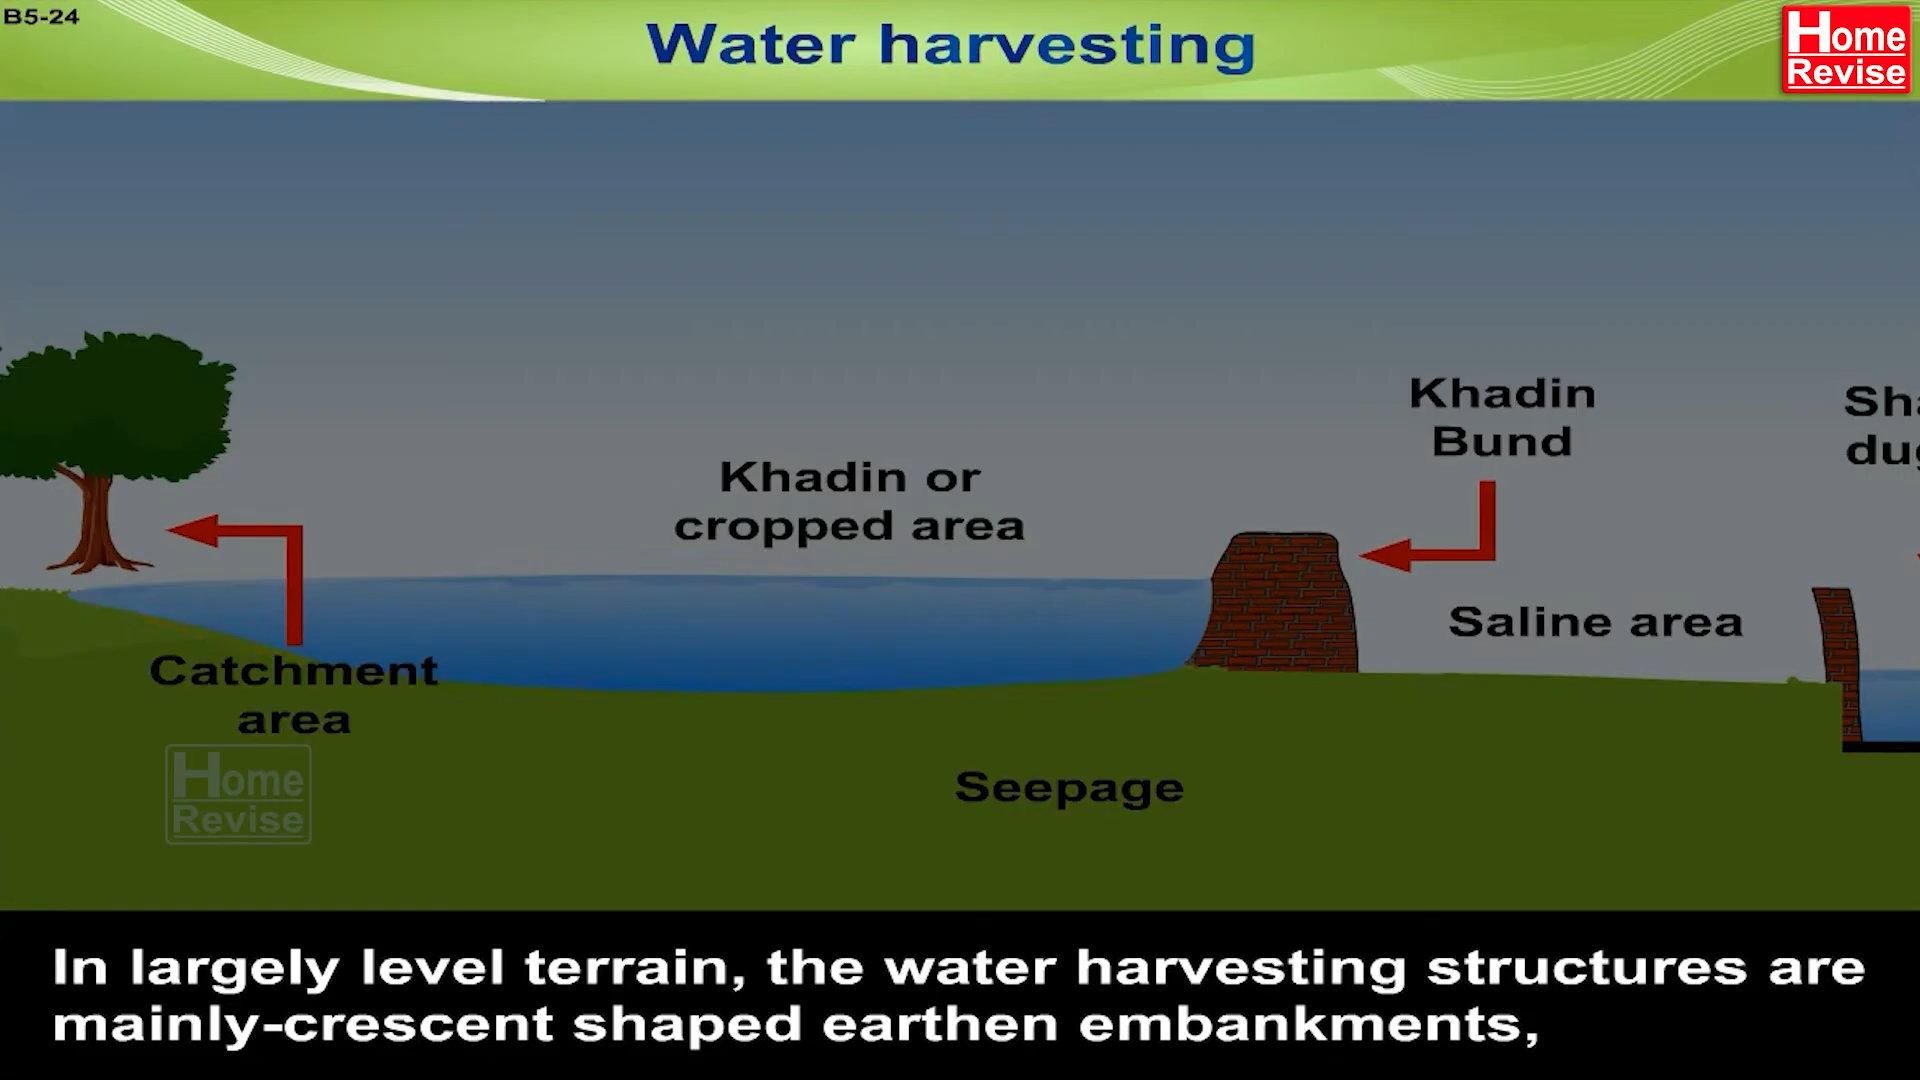 B5-24
Water harvesting
Home
Revise
Khadin
Bund
Khadin or
cropped area
Saline area
Catchment
area
Home
Revise
Seepage
In largely level terrain, the water harvesting structures are
mainly-crescent shaped earthen embankments,